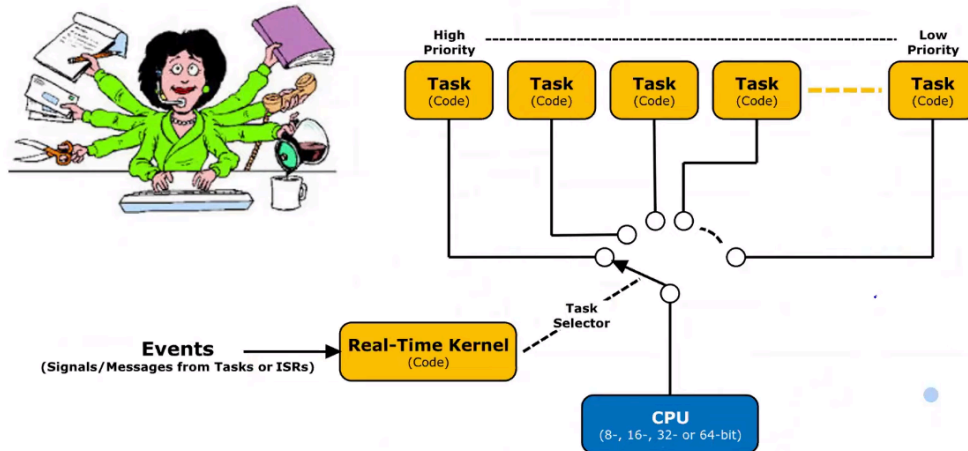 High
Priority
Low
Priority
Task
(Code)
Task
(Code)
Task
(Code)
Task
(Code)
Task
(Code)
Task
Selector
Events
(Signals/Messages from Tasks or ISRs)
Real-Time Kernel
(Code)
CPU
(8-, 16-, 32- or 64-bit)